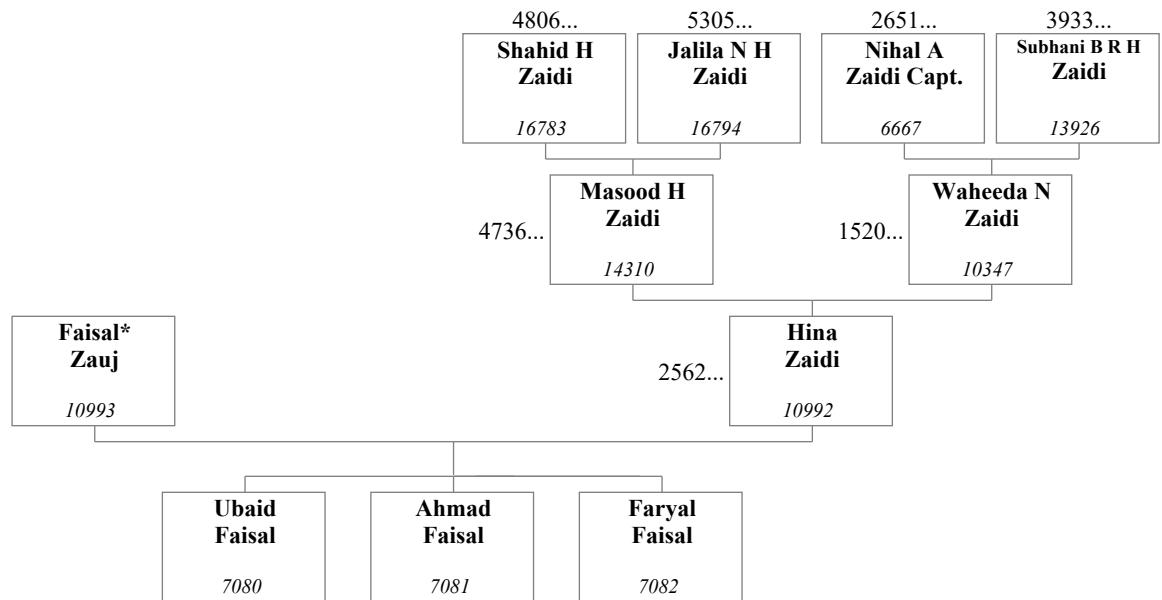 4806...
5305...
2651...
3933...
Shahid H
Zaidi
16783
Jalila N H
Zaidi
16794
Nihal A
Zaidi Capt.
6667
Subhani B R H
Zaidi
13926
4736...
Masood H
Zaidi
14310
1520...
Waheeda N
Zaidi
10347
Faisal*
Zauj
10993
2562...
Hina
Zaidi
10992
Ubaid
Faisal
7080
Ahmad
Faisal
7081
Faryal
Faisal
7082